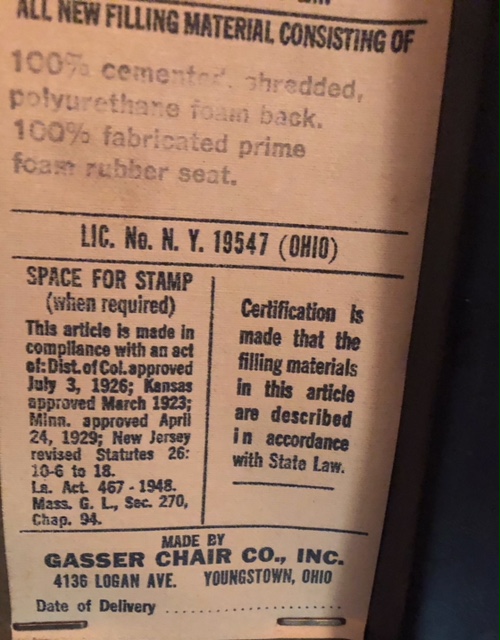 ALL NEW FILLING MATERIAL CONSISTING OF
100% cemented, shredded,
polyurethane foam back.
100% fabricated prime
foam rubber seat.
LIC. No. N. Y. 19547 (OHIO)
SPACE FOR STAMP
(when required)
This article is made in
compliance with an act
of: Dist. of Col. approved
July 3, 1926; Kansas
approved March 1923;
Minn. approved April
24, 1929; New Jersey
revised Statutes 26:
10-6 to 18.
La. Act. 467 - 1948.
Mass. G. L., Sec. 270,
Chap. 94.
Certification is
made that the
filling materials
in this article
are described
in accordance
with State Law.
MADE BY
GASSER CHAIR CO., INC.
4136 LOGAN AVE. YOUNGSTOWN, OHIO
Date of Delivery ......................